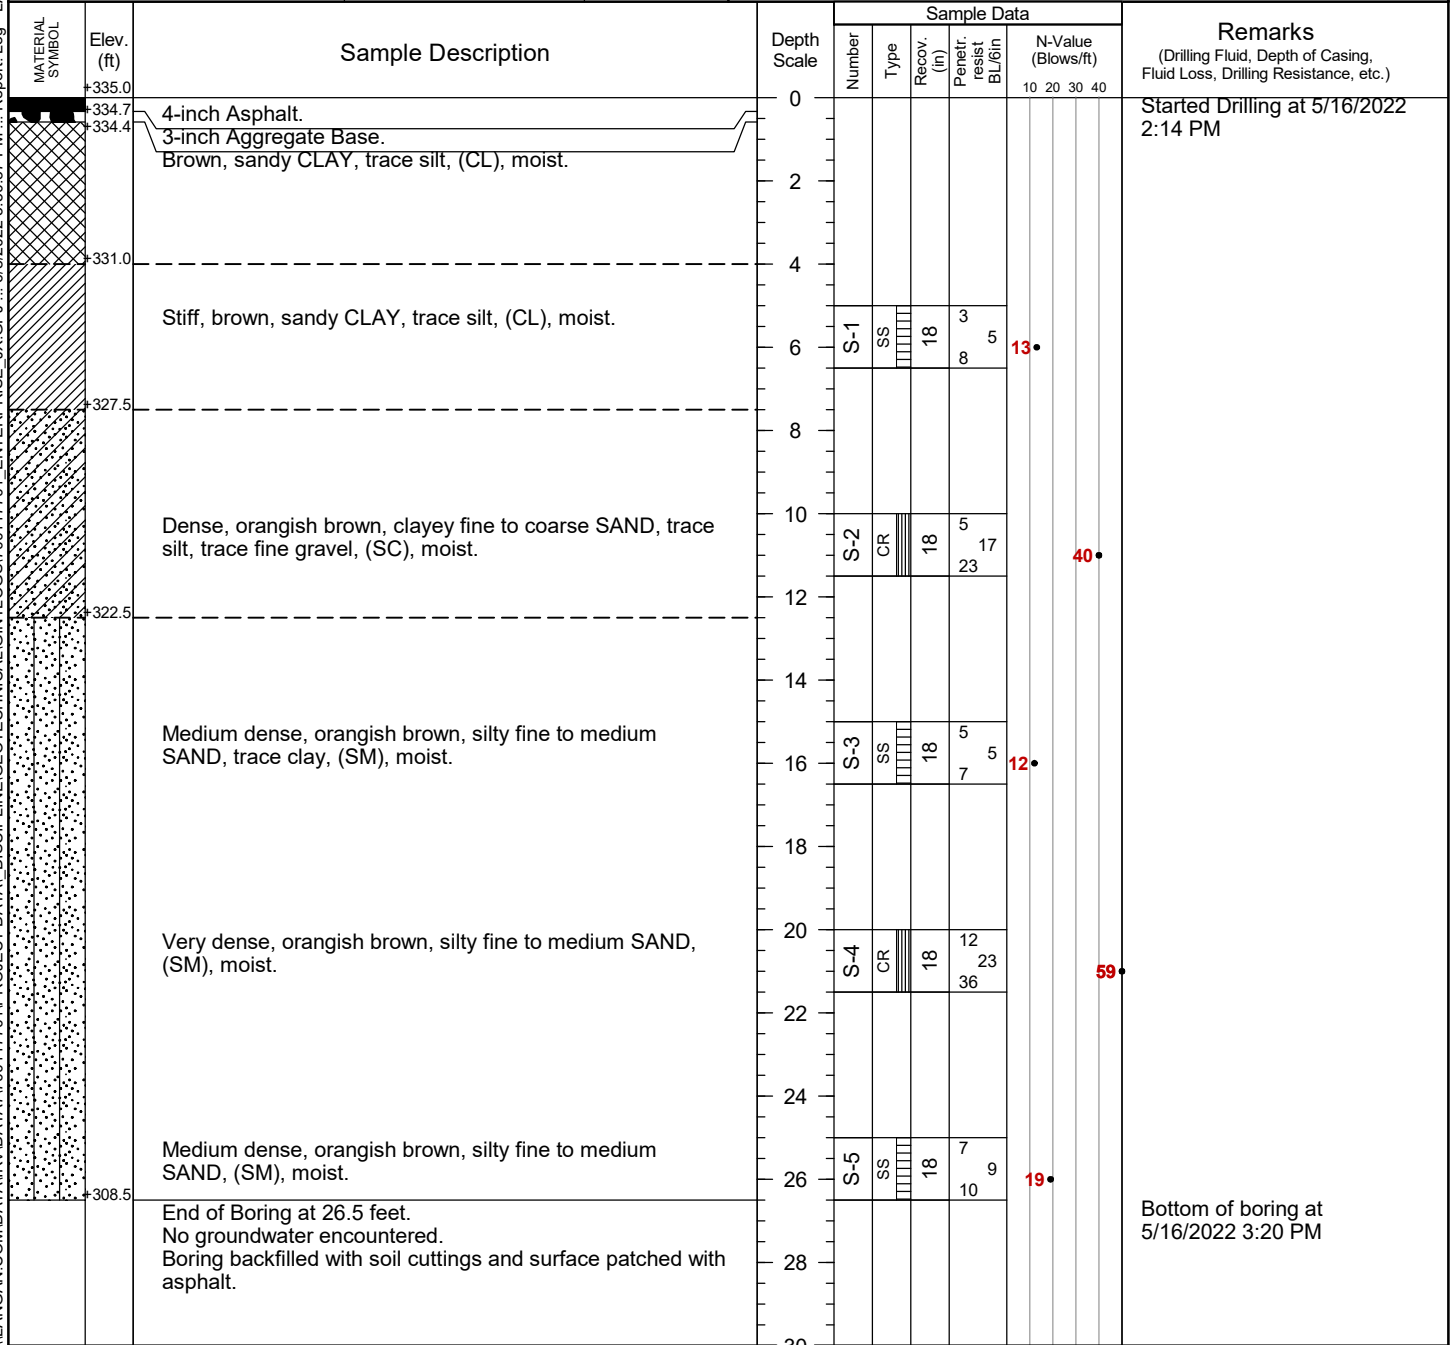 MATERIAL
SYMBOL
Elev.
(ft)
Sample Description
Depth
Scale
Sample Data
Number
Type
Recov.
(in)
Penetr.
resist
BL/6in
N-Value
(Blows/ft)
10 20 30 40
Remarks
(Drilling Fluid, Depth of Casing,
Fluid Loss, Drilling Resistance, etc.)
+335.0
0
Started Drilling at 5/16/2022
2:14 PM
+334.7
4-inch Asphalt.
+334.4
3-inch Aggregate Base.
Brown, sandy CLAY, trace silt, (CL), moist.
2
+331.0
4
Stiff, brown, sandy CLAY, trace silt, (CL), moist.
S-1
SS
18
3
5
8
13
6
+327.5
8
10
Dense, orangish brown, clayey fine to coarse SAND, trace
silt, trace fine gravel, (SC), moist.
S-2
CR
18
5
17
23
40
12
+322.5
14
Medium dense, orangish brown, silty fine to medium
SAND, trace clay, (SM), moist.
S-3
SS
18
5
5
7
12
16
18
20
Very dense, orangish brown, silty fine to medium SAND,
(SM), moist.
S-4
CR
18
12
23
36
59
22
24
Medium dense, orangish brown, silty fine to medium
SAND, (SM), moist.
S-5
SS
18
7
9
10
19
26
+308.5
End of Boring at 26.5 feet.
No groundwater encountered.
Boring backfilled with soil cuttings and surface patched with
asphalt.
Bottom of boring at
5/16/2022 3:20 PM
28